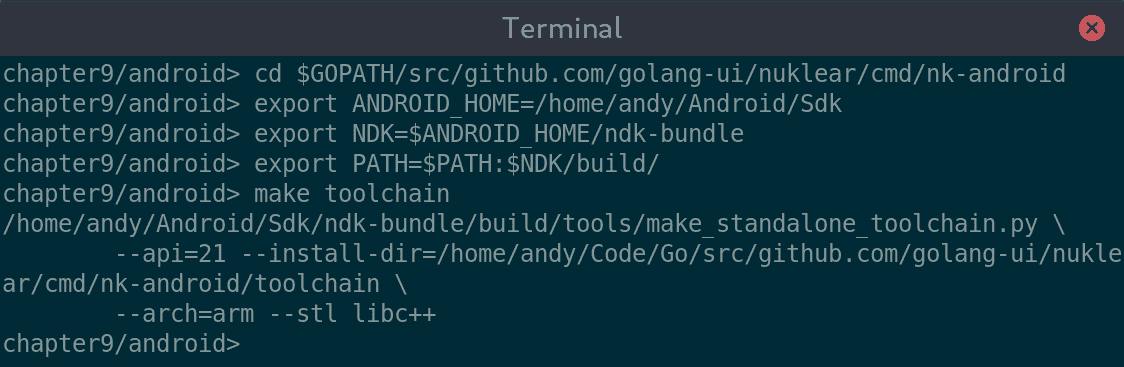 Terminal
chapter9/android> cd $GOPATH/src/github.com/golang-ui/nuklear/cmd/nk-android
chapter9/android> export ANDROID_HOME=/home/andy/Android/Sdk
chapter9/android> export NDK=$ANDROID_HOME/ndk-bundle
chapter9/android> export PATH=$PATH:$NDK/build/
chapter9/android> make toolchain
/home/andy/Android/Sdk/ndk-bundle/build/tools/make_standalone_toolchain.py \
        --api=21 --install-dir=/home/andy/Code/Go/src/github.com/golang-ui/nukle
ar/cmd/nk-android/toolchain \
        --arch=arm --stl libc++
chapter9/android>